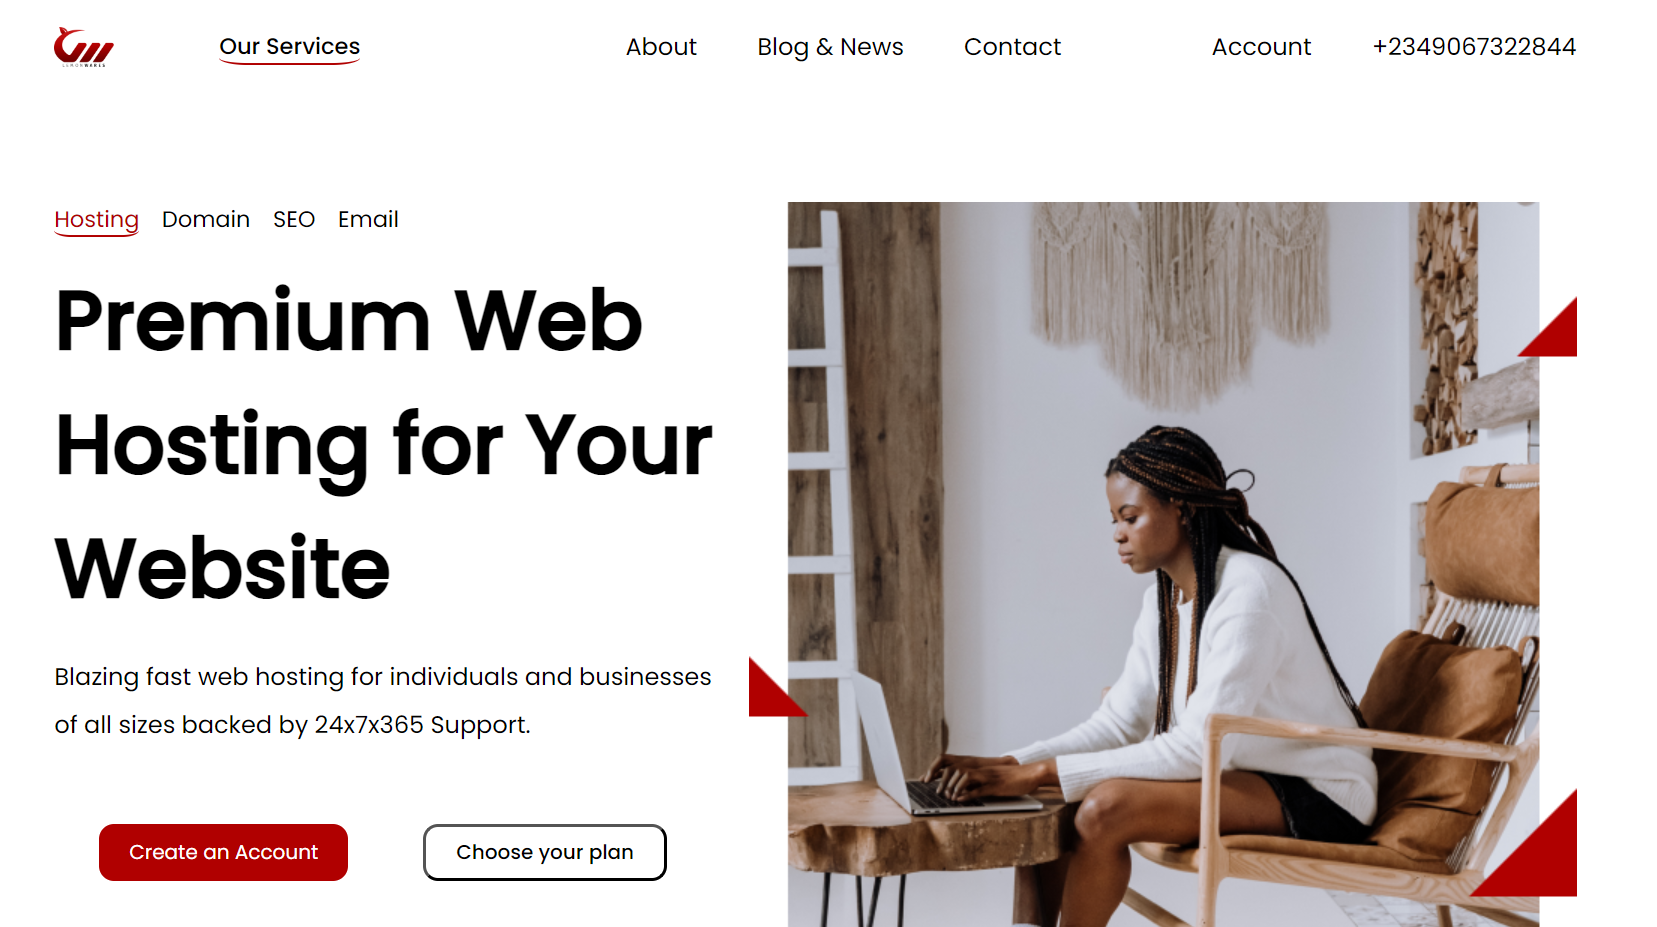 Our Services
About
Blog & News
Contact
Account
+2349067322844
Hosting
Domain
SEO
Email
Premium Web
Hosting for Your
Website
Blazing fast web hosting for individuals and businesses
of all sizes backed by 24x7x365 Support.
Create an Account
Choose your plan